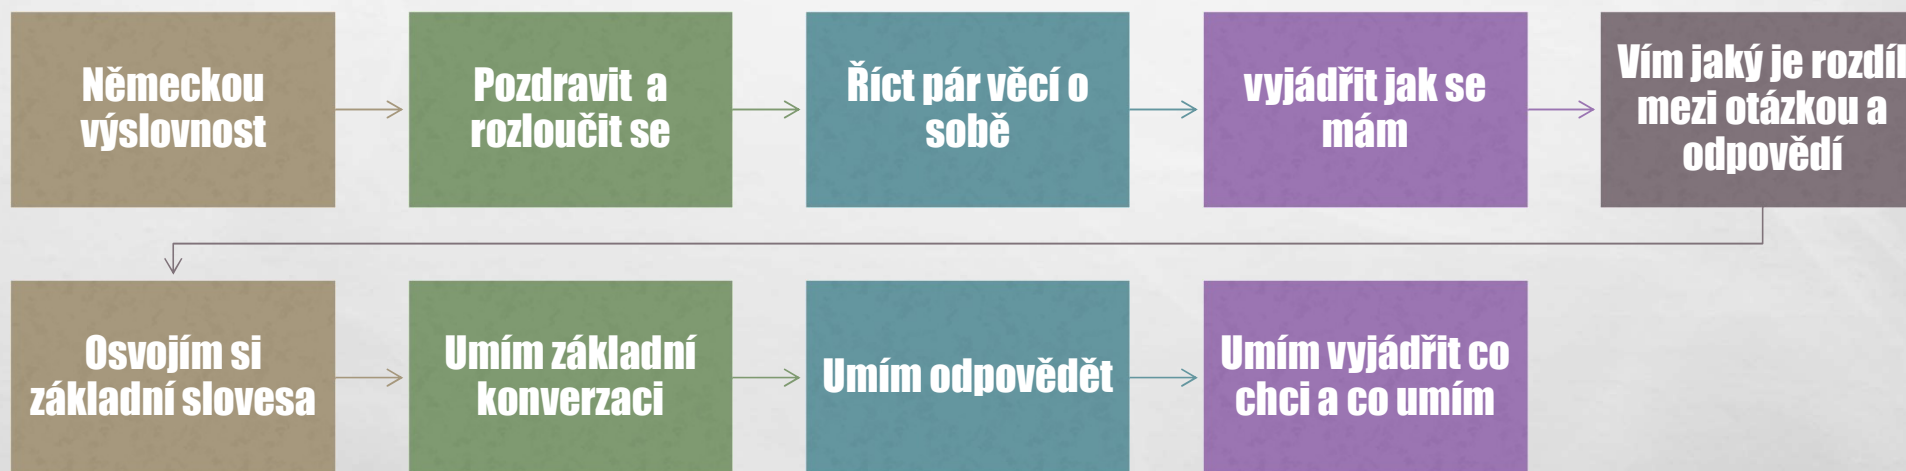 Německou
výslovnost
Pozdravit a
rozloučit se
Říct pár věcí o
sobě
vyjádřit jak se
mám
Vím jaký je rozdíl
mezi otázkou a
odpovědí
Osvojím si
základní slovesa
Umím základní
konverzaci
Umím odpovědět
Umím vyjádřit co
chci a co umím